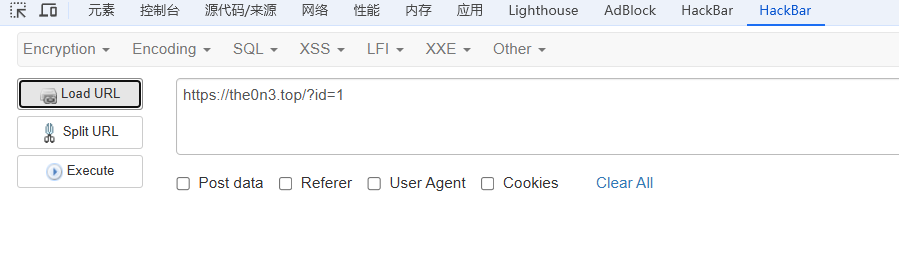 元素 控制台 源代码/来源 网络 性能 内存 应用 Lighthouse AdBlock HackBar HackBar
Encryption Encoding SQL XSS LFI XXE Other
Load URL https://the0n3.top/?id=1
Split URL
Execute
Post data Referer User Agent Cookies Clear All